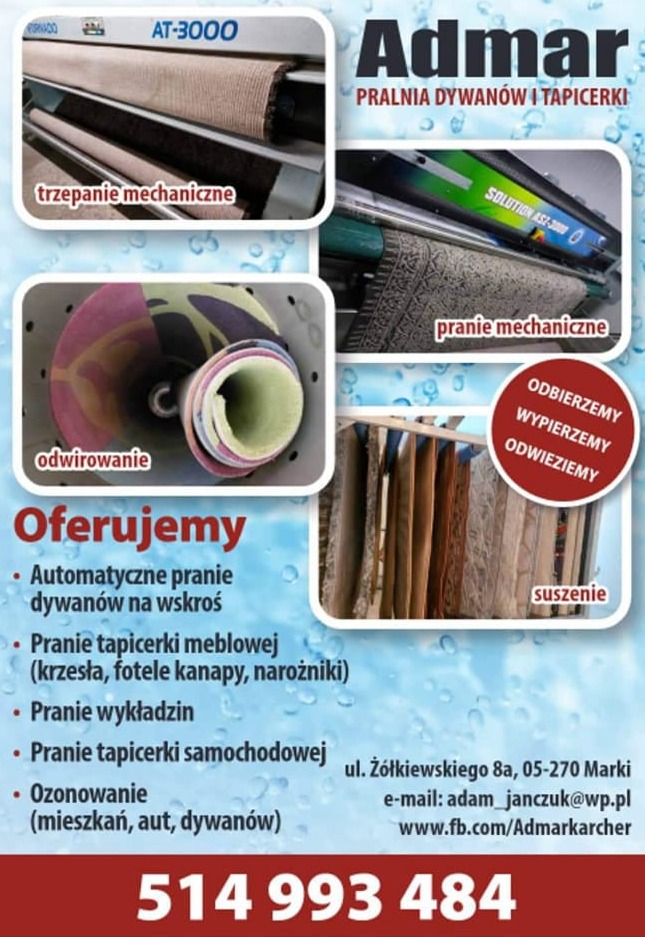 AT-3000
Admar
PRALNIA DYWANÓW I TAPICERKI
trzepanie mechaniczne
SOLUTION ASZ-3000
pranie mechaniczne
odwirowanie
ODBIERZEMY
WYPIERZEMY
ODWIEZIEMY
suszenie
Oferujemy
• Automatyczne pranie
dywanów na wskroś
• Pranie tapicerki meblowej
(krzesła, fotele kanapy, narożniki)
• Pranie wykładzin
• Pranie tapicerki samochodowej
• Ozonowanie
(mieszkań, aut, dywanów)
ul. Żółkiewskiego 8a, 05-270 Marki
e-mail: adam_janczuk@wp.pl
www.fb.com/Admarkarcher
514 993 484